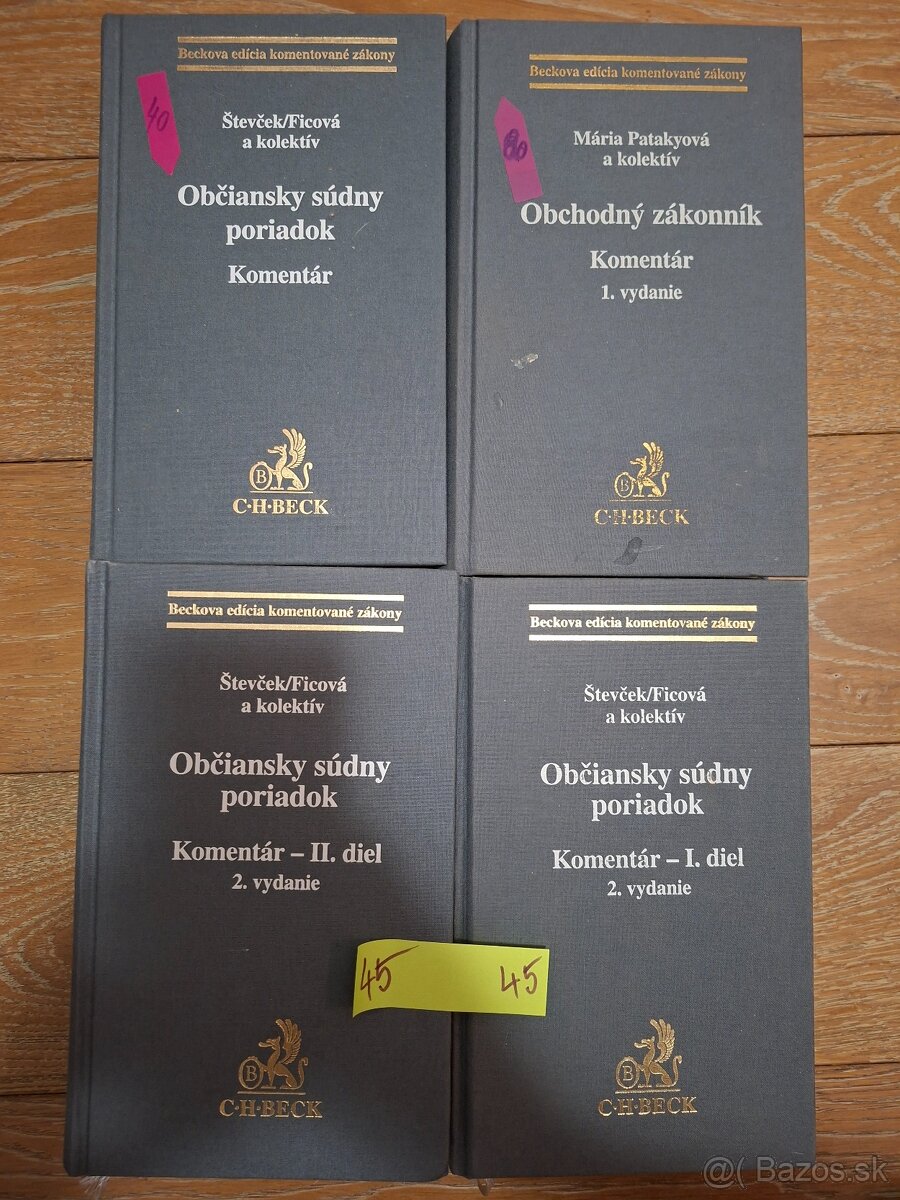 Beckova edícia komentované zákony
40
Števček/Ficová
a kolektív
Občiansky súdny
poriadok
Komentár
B
C·H·BECK
Beckova edícia komentované zákony
Mária Patakyová
a kolektív
Obchodný zákonník
Komentár
1. vydanie
B
C·H·BECK
Beckova edícia komentované zákony
Števček/Ficová
a kolektív
Občiansky súdny
poriadok
Komentár – II. diel
2. vydanie
45
B
C·H·BECK
Beckova edícia komentované zákony
Števček/Ficová
a kolektív
Občiansky súdny
poriadok
Komentár – I. diel
2. vydanie
45
B
C·H·BECK
@( Bazos.sk